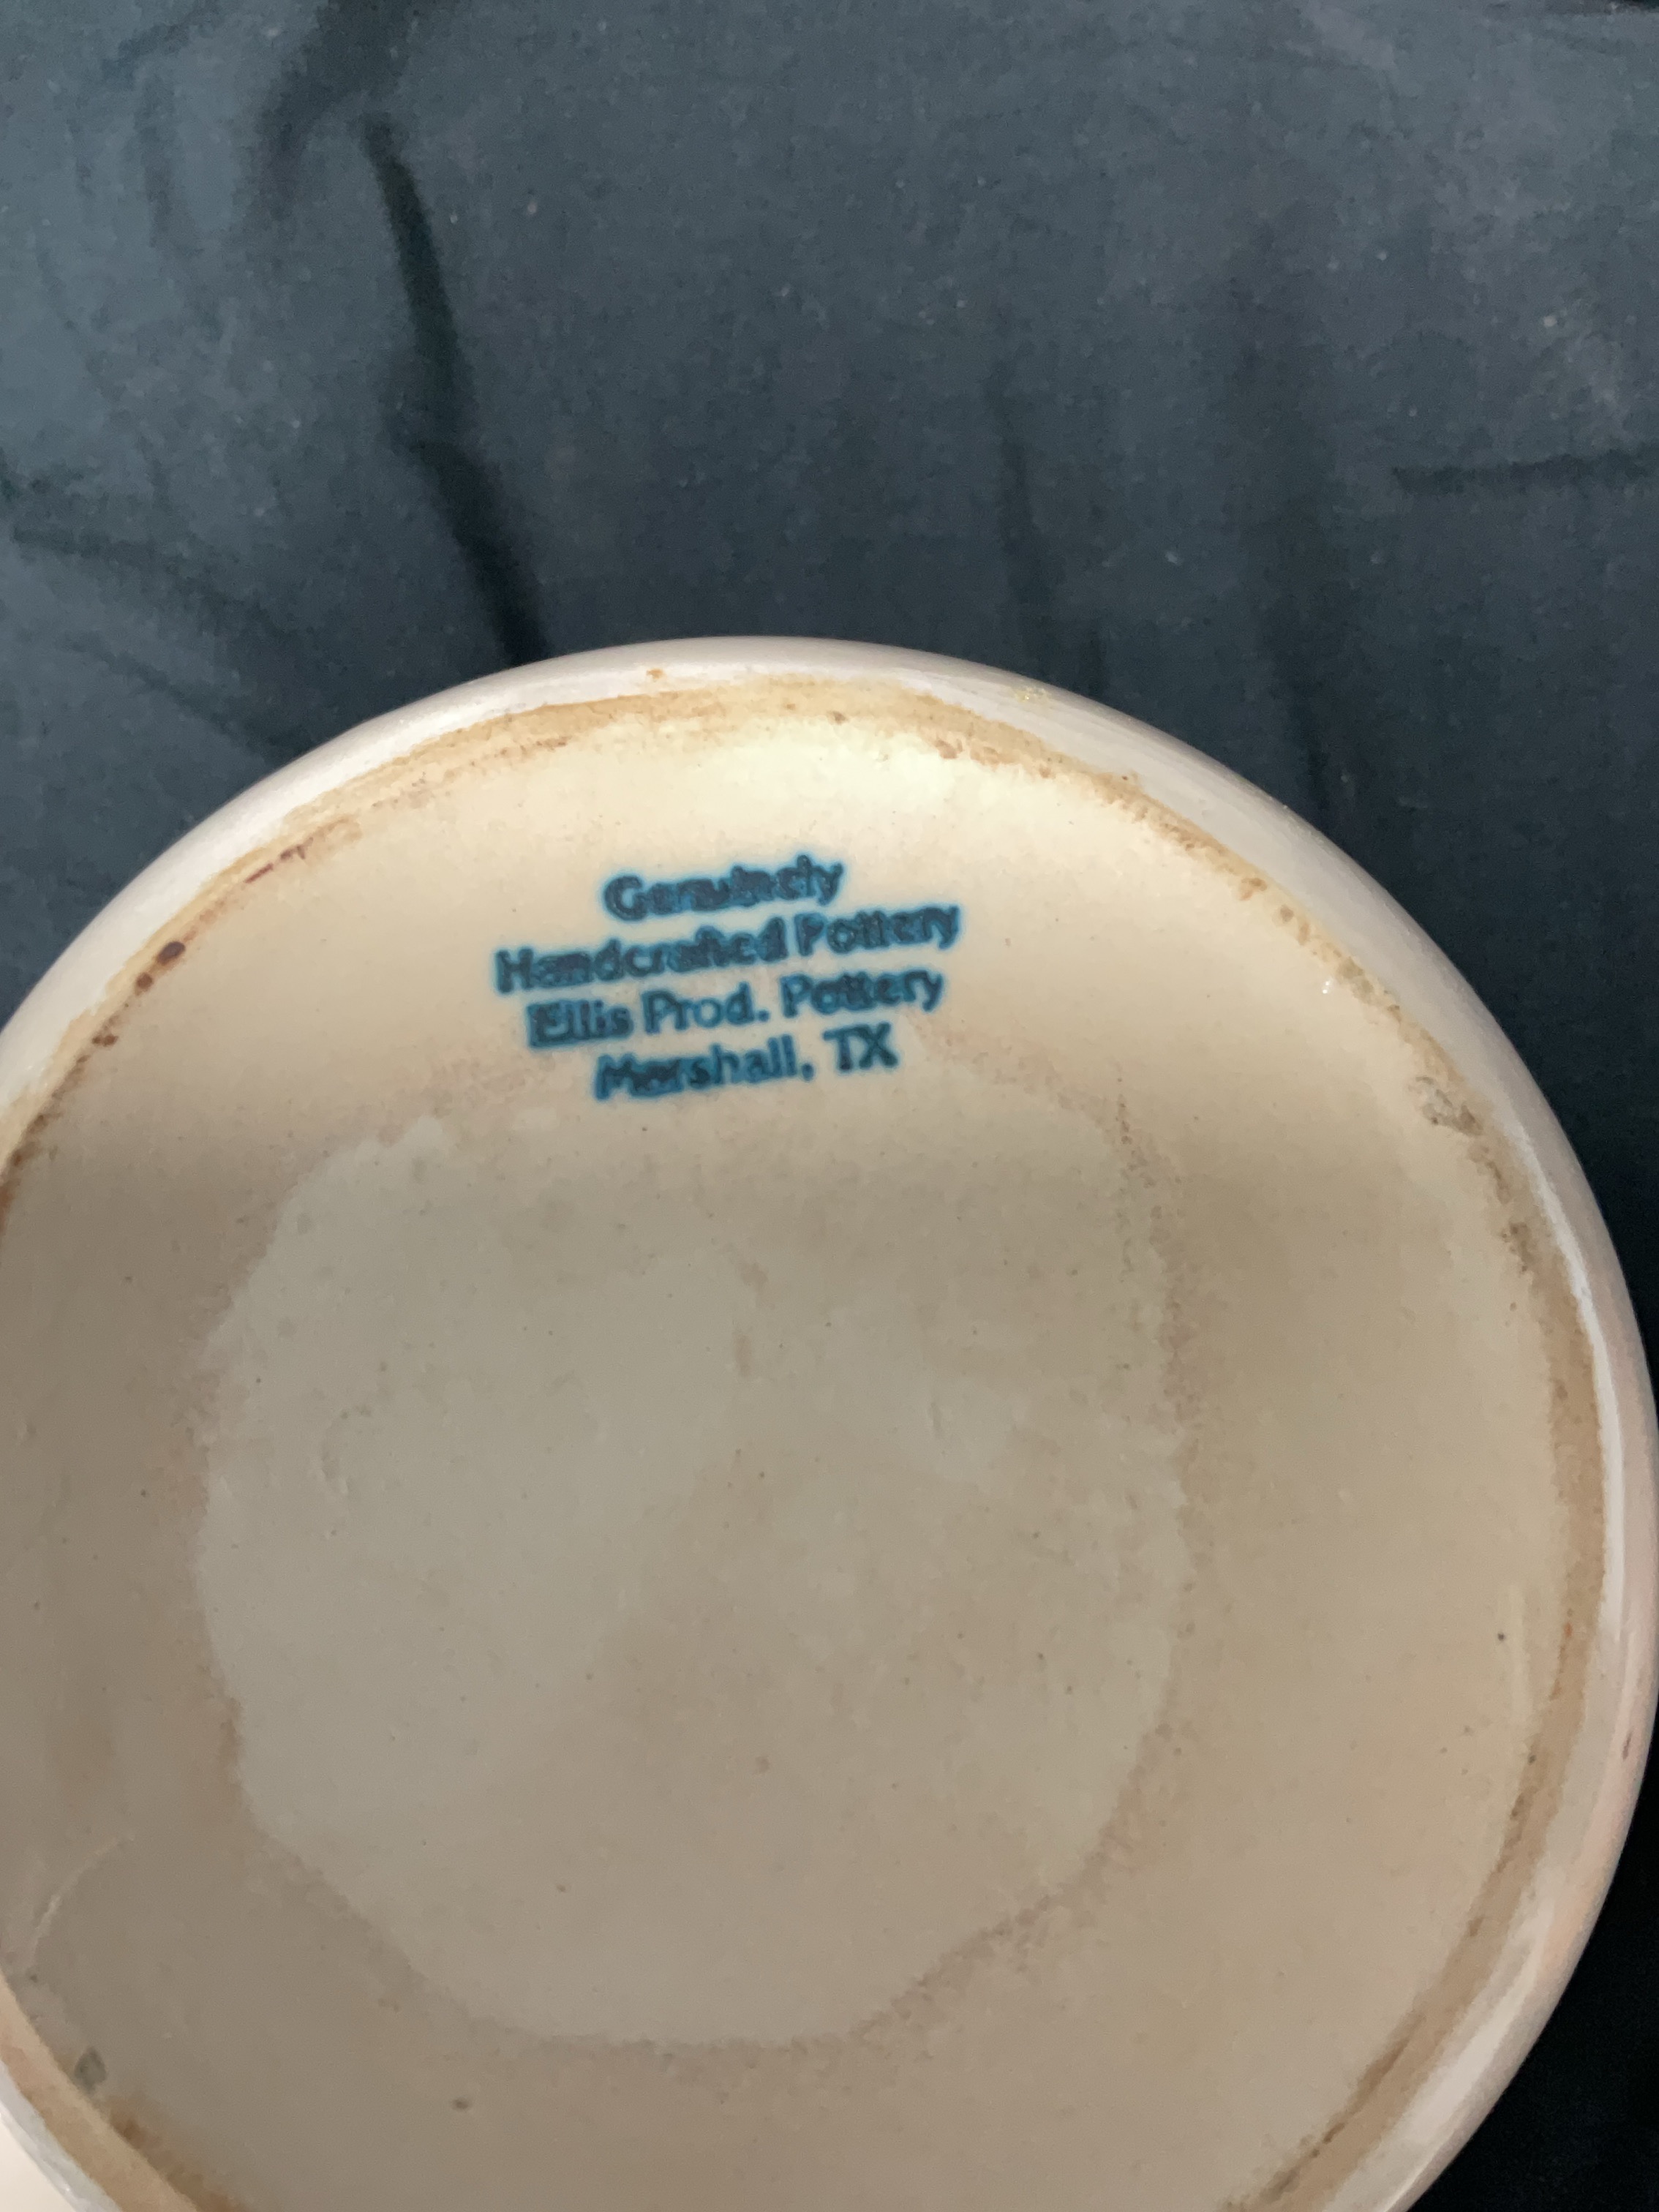 Genuinely
Handcrafted Pottery
Ellis Prod. Pottery
Marshall, TX